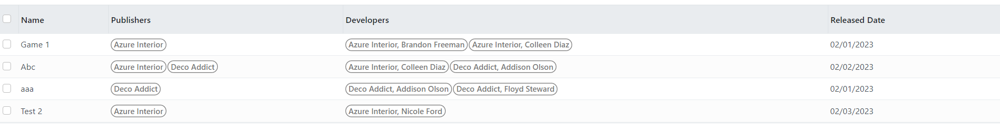 Name Publishers Developers Released Date
Game 1 Azure Interior Azure Interior, Brandon Freeman Azure Interior, Colleen Diaz 02/01/2023
Abc Azure Interior Deco Addict Azure Interior, Colleen Diaz Deco Addict, Addison Olson 02/02/2023
aaa Deco Addict Deco Addict, Addison Olson Deco Addict, Floyd Steward 02/01/2023
Test 2 Azure Interior Azure Interior, Nicole Ford 02/03/2023